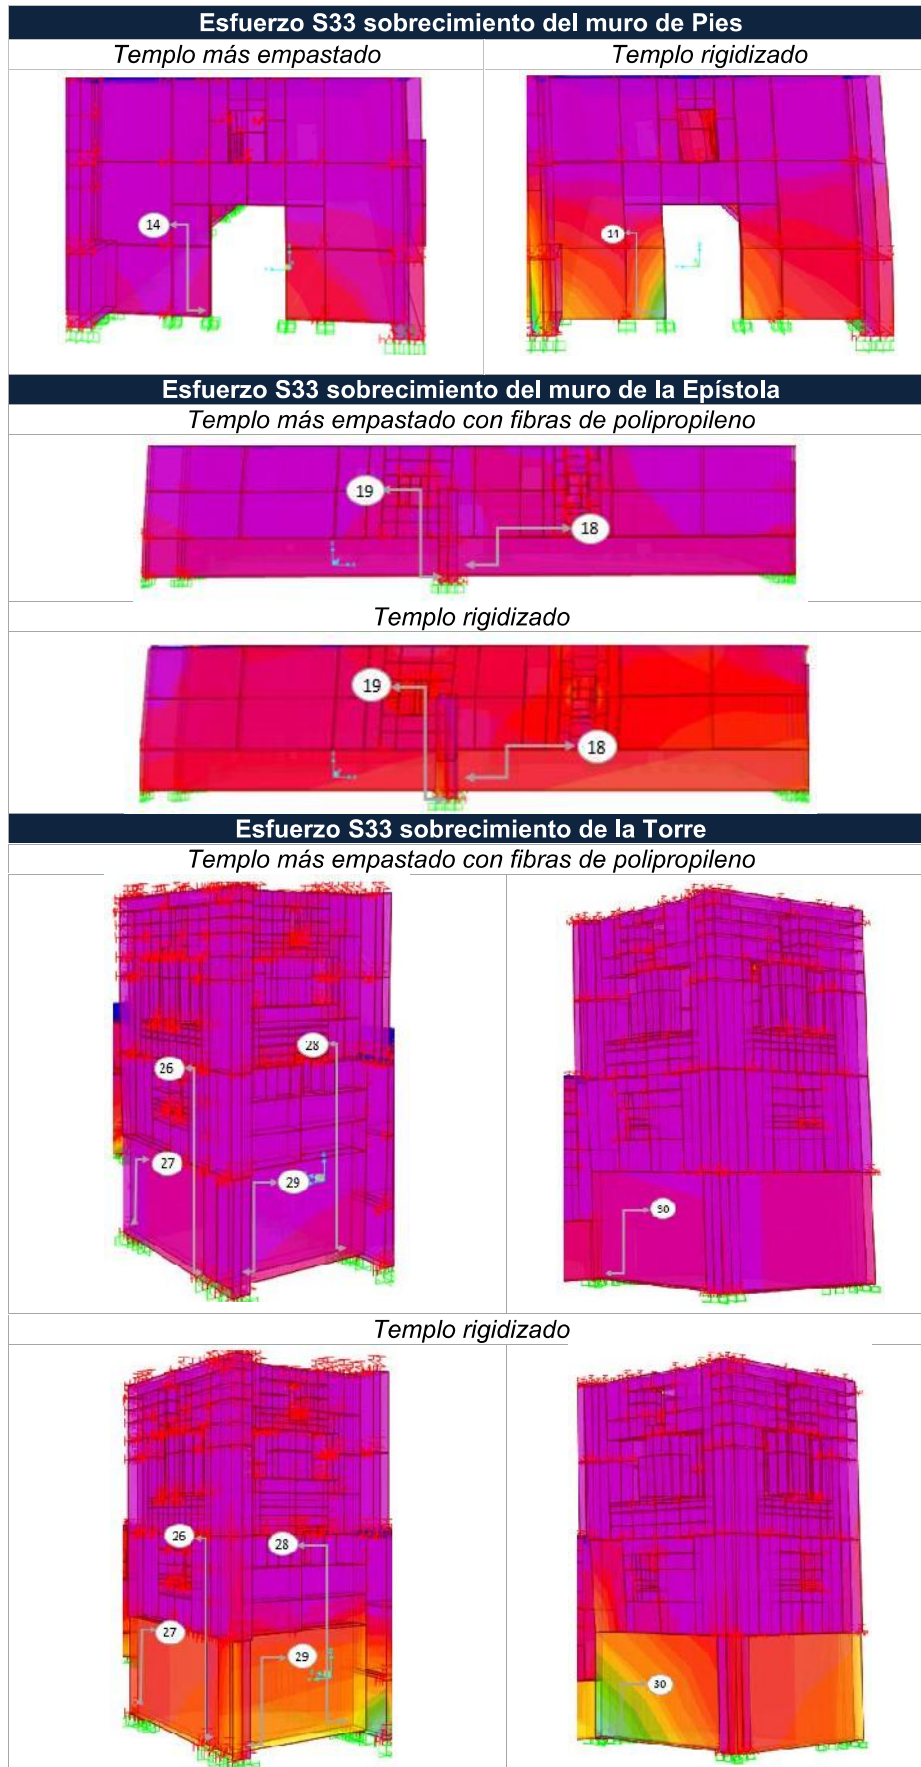 Esfuerzo S33 sobrecimiento del muro de Pies
Templo más empastado
Templo rigidizado
14
11
Esfuerzo S33 sobrecimiento del muro de la Epístola
Templo más empastado con fibras de polipropileno
19
18
Templo rigidizado
19
18
Esfuerzo S33 sobrecimiento de la Torre
Templo más empastado con fibras de polipropileno
28
26
27
29
30
Templo rigidizado
26
28
27
29
30